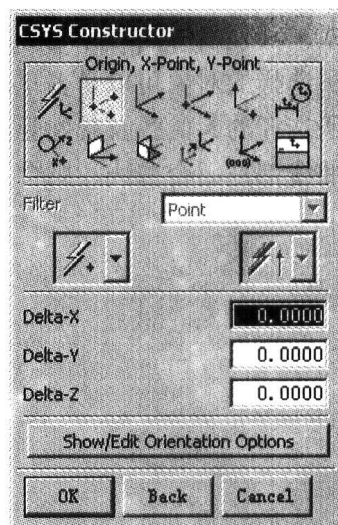 CSYS Constructor
Origin, X-Point, Y-Point
(000)
Filter
Point
Delta-X
0.0000
Delta-Y
0.0000
Delta-Z
0.0000
Show/Edit Orientation Options
OK
Back
Cancel